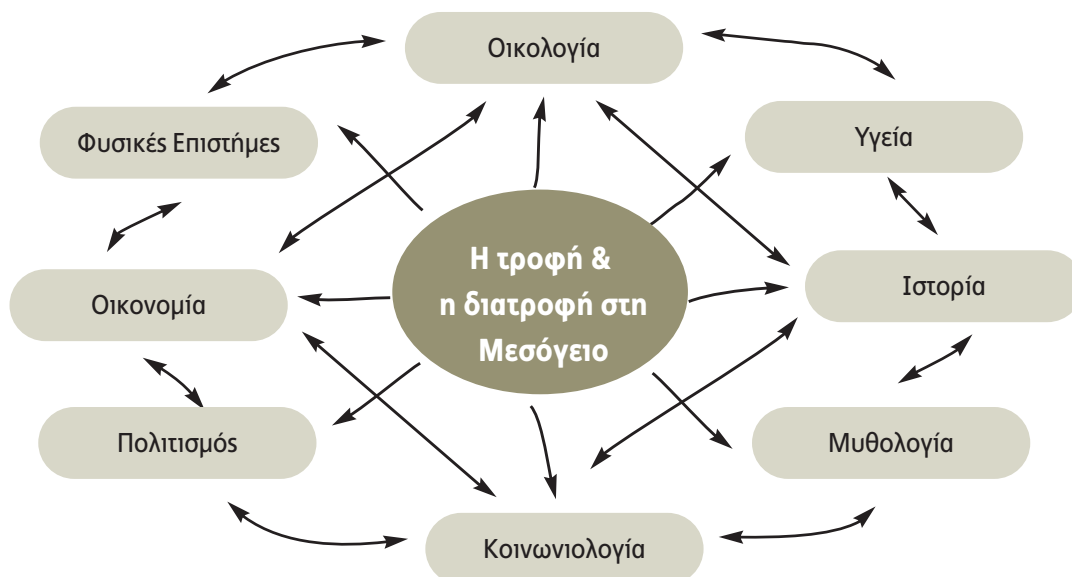 Οικολογία
Φυσικές Επιστήμες
Υγεία
Η τροφή &
η διατροφή στη
Μεσόγειο
Οικονομία
Ιστορία
Πολιτισμός
Μυθολογία
Κοινωνιολογία